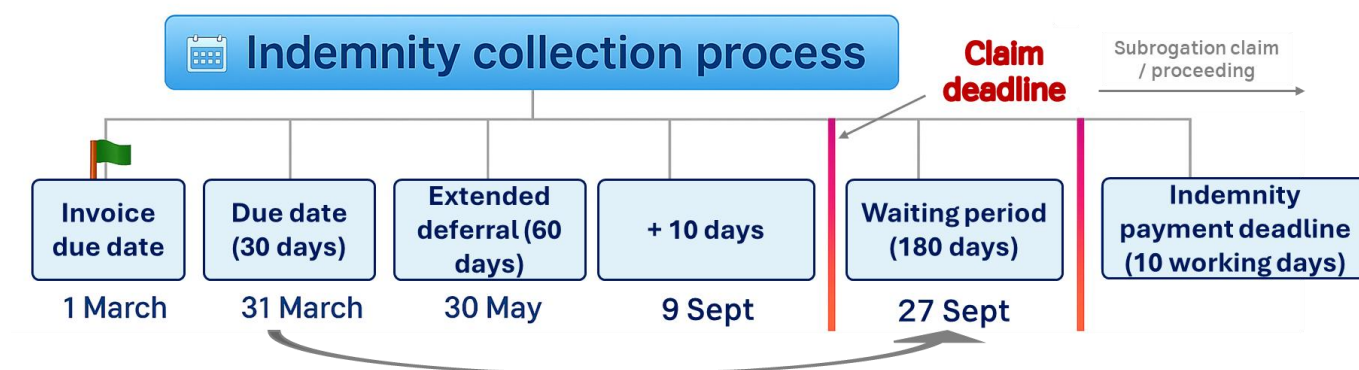 Indemnity collection process
Claim
deadline
Subrogation claim
/ proceeding
Invoice
due date
Due date
(30 days)
Extended
deferral (60
days)
+ 10 days
Waiting period
(180 days)
Indemnity
payment deadline
(10 working days)
1 March
31 March
30 May
9 Sept
27 Sept